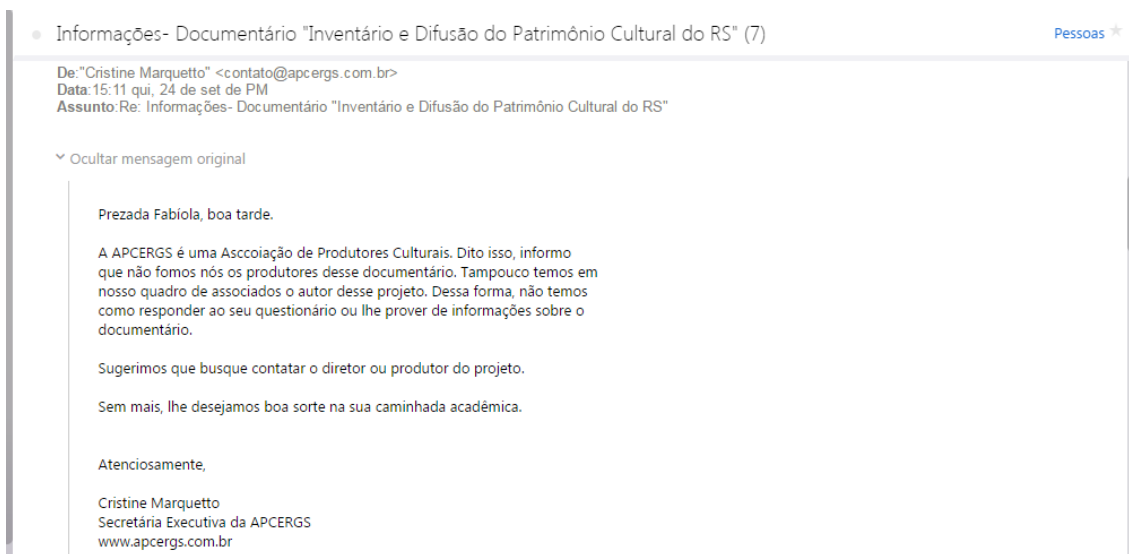 Informações- Documentário "Inventário e Difusão do Patrimônio Cultural do RS" (7)
Pessoas
De:"Cristine Marquetto" <contato@apcergs.com.br>
Data:15:11 qui, 24 de set de PM
Assunto:Re: Informações- Documentário "Inventário e Difusão do Patrimônio Cultural do RS"
Ocultar mensagem original
Prezada Fabíola, boa tarde.
A APCERGS é uma Asccoiação de Produtores Culturais. Dito isso, informo
que não fomos nós os produtores desse documentário. Tampouco temos em
nosso quadro de associados o autor desse projeto. Dessa forma, não temos
como responder ao seu questionário ou lhe prover de informações sobre o
documentário.
Sugerimos que busque contatar o diretor ou produtor do projeto.
Sem mais, lhe desejamos boa sorte na sua caminhada acadêmica.
Atenciosamente,
Cristine Marquetto
Secretária Executiva da APCERGS
www.apcergs.com.br